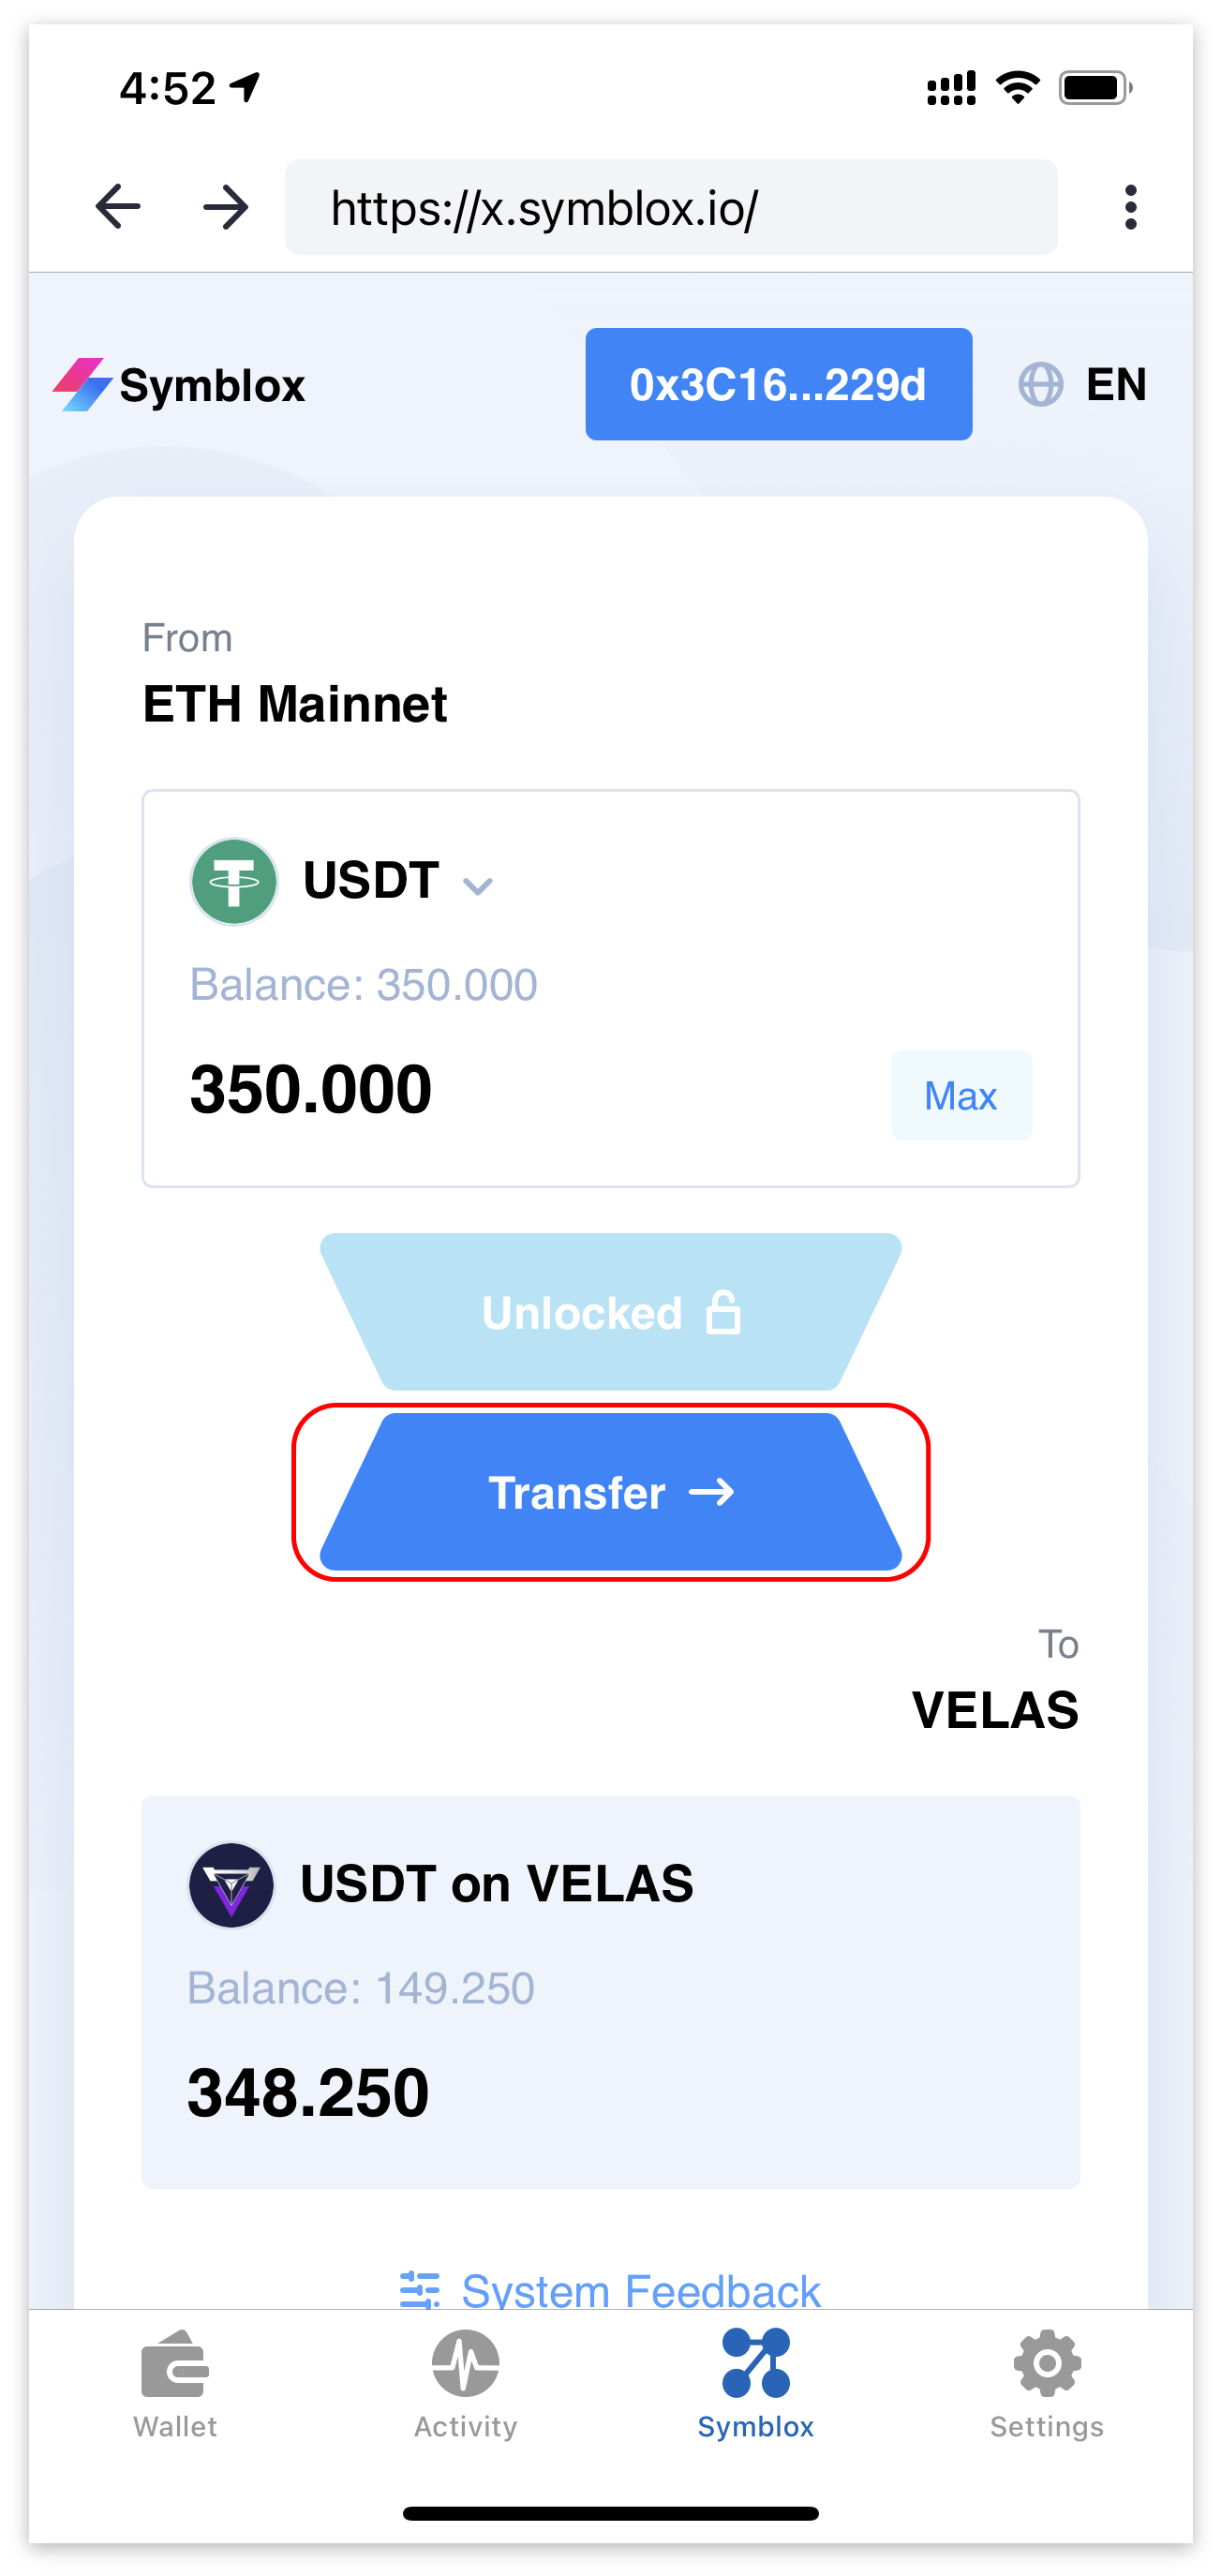 4:52
https://x.symblox.io/
Symblox
0x3C16...229d
EN
From
ETH Mainnet
USDT
Balance: 350.000
350.000
Max
Unlocked
Transfer →
To
VELAS
USDT on VELAS
Balance: 149.250
348.250
System Feedback
Wallet
Activity
Symblox
Settings